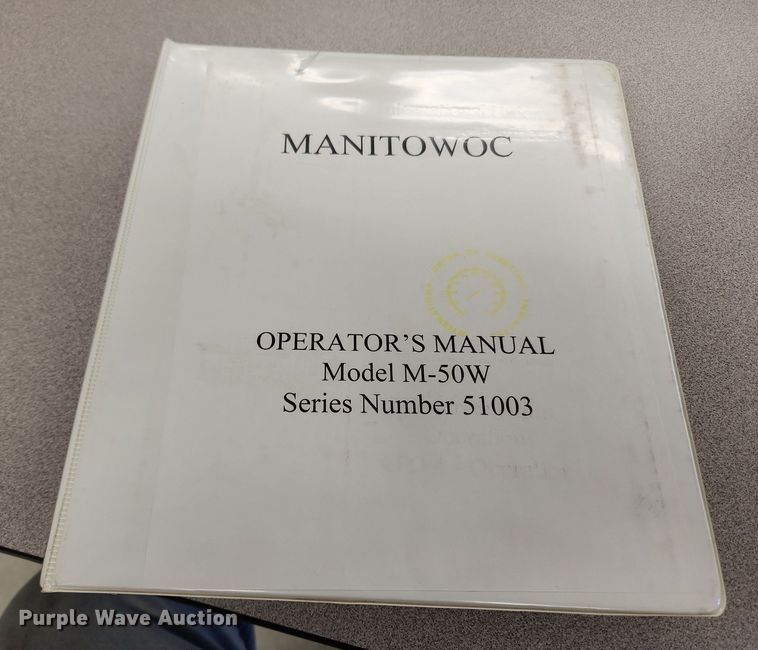 MANITOWOC
OPERATOR'S MANUAL
Model M-50W
Series Number 51003
Purple Wave Auction